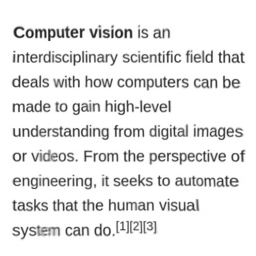 Computer vision is an
interdisciplinary scientific field that
deals with how computers can be
made to gain high-level
understanding from digital images
or videos. From the perspective of
engineering, it seeks to automate
tasks that the human visual
system can do.[1][2][3]